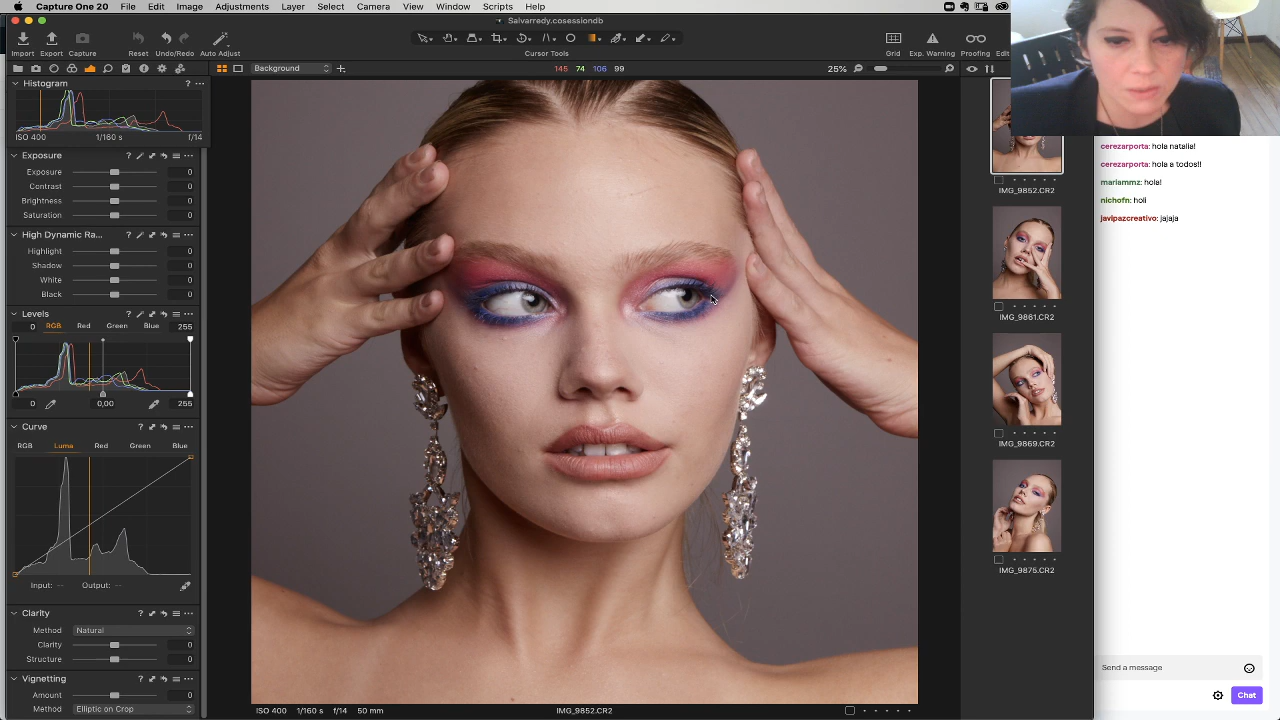 Capture One 20 File Edit Image Adjustments Layer Select Camera View Window Scripts Help
Salvarredy.cosessiondb
Import Export Capture Reset Undo/Redo Auto Adjust Cursor Tools Grid Exp. Warning Proofing Edit
Background 145 74 106 99 25%
Histogram
ISO 400 1/160 s f/14
Exposure
Exposure 0
Contrast 0
Brightness 0
Saturation 0
High Dynamic Ra...
Highlight 0
Shadow 0
White 0
Black 0
Levels
0 RGB Red Green Blue 255
0 0,00 255
Curve
RGB Luma Red Green Blue
Input: -- Output: --
Clarity
Method Natural
Clarity 0
Structure 0
Vignetting
Amount 0
Method Elliptic on Crop
ISO 400 1/160 s f/14 50 mm IMG_9852.CR2
IMG_9852.CR2
IMG_9861.CR2
IMG_9869.CR2
IMG_9875.CR2
cerezarporta: hola natalia!
cerezarporta: hola a todos!!
mariammz: hola!
nichofn: holi
javipazcreativo: jajaja
Send a message
Chat